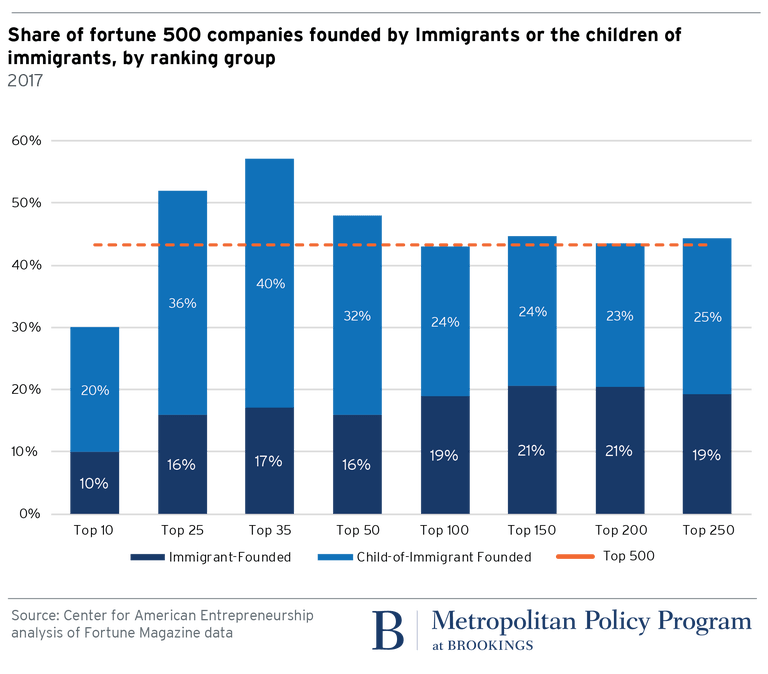 Share of fortune 500 companies founded by Immigrants or the children of
immigrants, by ranking group
2017
60%
50%
40%
30%
20%
10%
0%
36%
40%
32%
24%
24%
23%
25%
20%
10%
16%
17%
16%
19%
21%
21%
19%
Top 10
Top 25
Top 35
Top 50
Top 100
Top 150
Top 200
Top 250
Immigrant-Founded
Child-of-Immigrant Founded
Top 500
Source: Center for American Entrepreneurship
analysis of Fortune Magazine data
B
Metropolitan Policy Program
at BROOKINGS